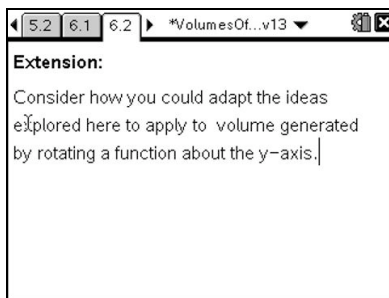 5.2 6.1 6.2 *VolumesOf...v13
Extension:
Consider how you could adapt the ideas
explored here to apply to volume generated
by rotating a function about the y-axis.